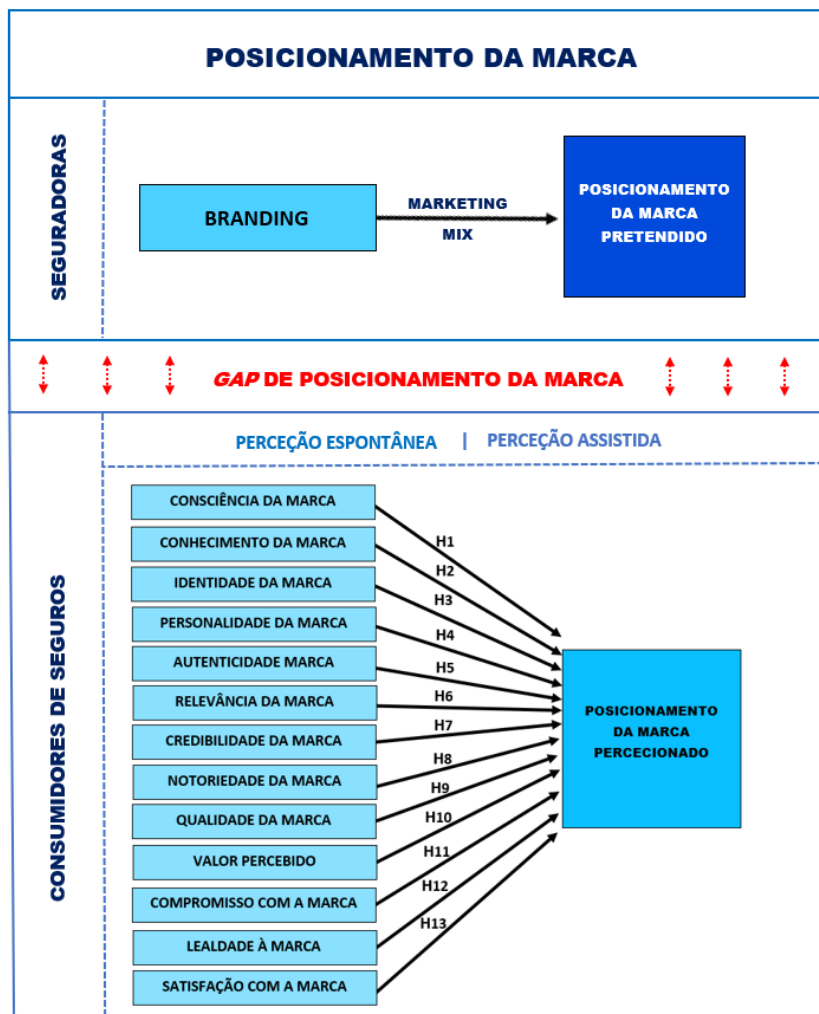 POSICIONAMENTO DA MARCA
SEGURADORAS
BRANDING
MARKETING
MIX
POSICIONAMENTO
DA MARCA
PRETENDIDO
GAP DE POSICIONAMENTO DA MARCA
PERCEÇÃO ESPONTÂNEA | PERCEÇÃO ASSISTIDA
CONSUMIDORES DE SEGUROS
CONSCIÊNCIA DA MARCA
CONHECIMENTO DA MARCA
IDENTIDADE DA MARCA
PERSONALIDADE DA MARCA
AUTENTICIDADE MARCA
RELEVÂNCIA DA MARCA
CREDIBILIDADE DA MARCA
NOTORIEDADE DA MARCA
QUALIDADE DA MARCA
VALOR PERCEBIDO
COMPROMISSO COM A MARCA
LEALDADE À MARCA
SATISFAÇÃO COM A MARCA
H1
H2
H3
H4
H5
H6
H7
H8
H9
H10
H11
H12
H13
POSICIONAMENTO
DA MARCA
PERCECIONADO